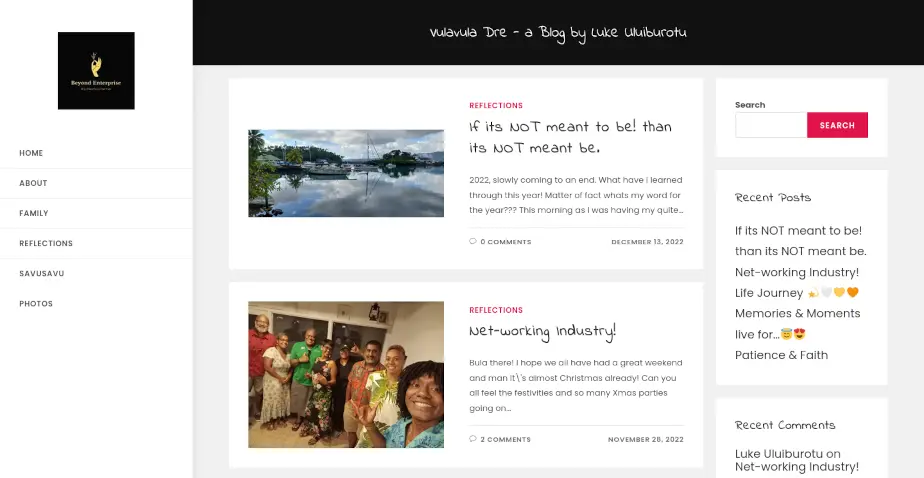 Beyond Enterprise
HOME
ABOUT
FAMILY
REFLECTIONS
SAVUSAVU
PHOTOS
Vulavula Dre - a Blog by Luke Uluiburotu
REFLECTIONS
If its NOT meant to be! than
its NOT meant be.
2022, slowly coming to an end. What have i learned
through this year! Matter of fact whats my word for
the year??? This morning as I was having my quite...
0 COMMENTS
DECEMBER 13, 2022
REFLECTIONS
Net-working Industry!
Bula there! I hope we all have had a great weekend
and man it\'s almost Christmas already! Can you
all feel the festivities and so many Xmas parties
going on...
2 COMMENTS
NOVEMBER 28, 2022
Search
SEARCH
Recent Posts
If its NOT meant to be!
than its NOT meant be.
Net-working Industry!
Life Journey 💫🤍💛🧡
Memories & Moments
live for...😇😍
Patience & Faith
Recent Comments
Luke Uluiburotu on
Net-working Industry!